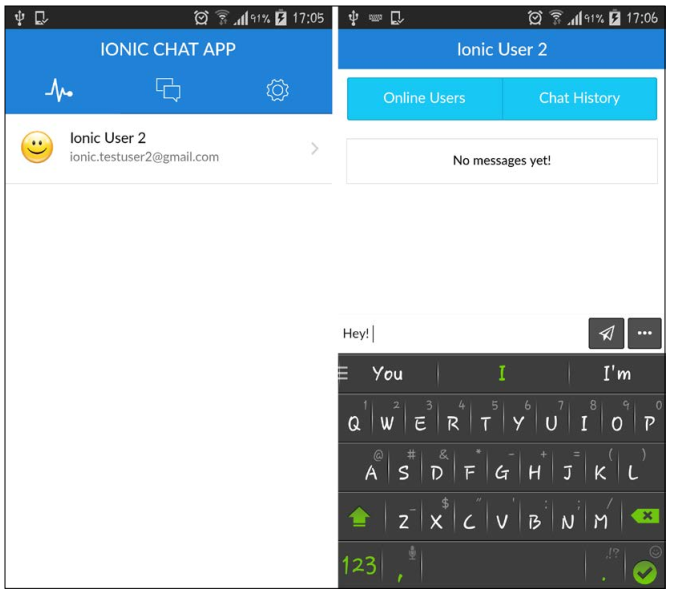 91% 17:05
IONIC CHAT APP
Ionic User 2
ionic.testuser2@gmail.com
91% 17:06
Ionic User 2
Online Users Chat History
No messages yet!
Hey!
You I I'm
1 2 3 4 5 6 7 8 9 0
Q W E R T Y U I O P
@ # & * - + = ( )
A S D F G H J K L
_ $ " ' : ; /
Z X C V B N M
123 , . .!?